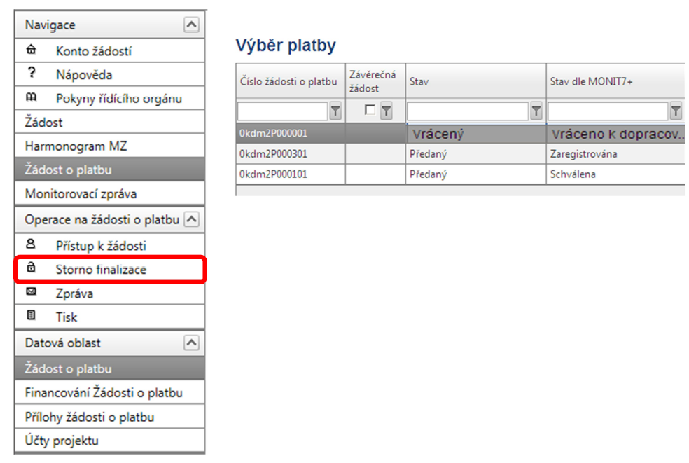 Navigace
Konto žádostí
Nápověda
Pokyny řídícího orgánu
Žádost
Harmonogram MZ
Žádost o platbu
Monitorovací zpráva
Operace na žádosti o platbu
Přístup k žádosti
Storno finalizace
Zpráva
Tisk
Datová oblast
Žádost o platbu
Financování Žádosti o platbu
Přílohy žádosti o platbu
Účty projektu
Výběr platby
Číslo žádosti o platbu Závěrečná žádost Stav Stav dle MONIT7+
0kdm2P000001 Vrácený Vráceno k dopracov...
0kdm2P000301 Předaný Zaregistrována
0kdm2P000101 Předaný Schválena